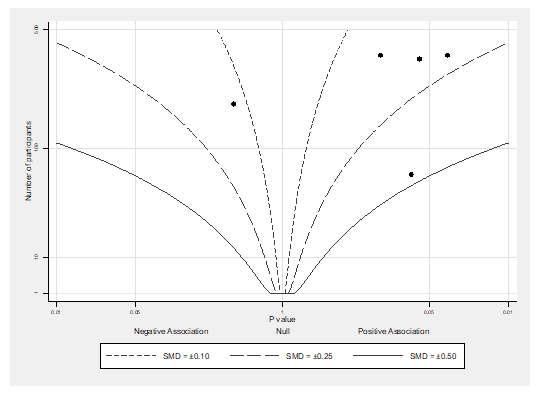 500
Number of participants
100
10
1
0.01 0.05 1 0.05 0.01
P value
Negative Association Null Positive Association
SMD = ±0.10 SMD = ±0.25 SMD = ±0.50